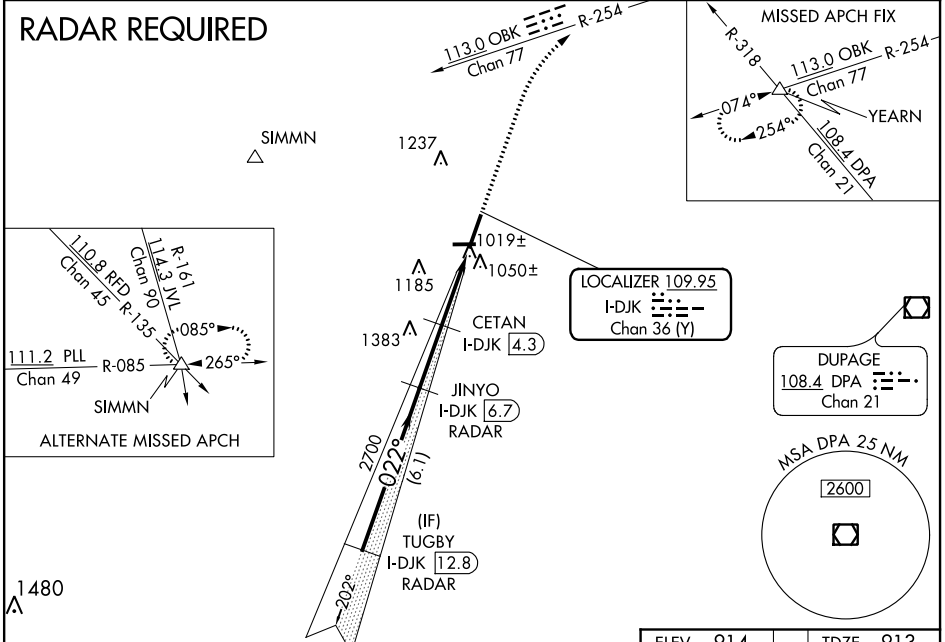 RADAR REQUIRED
113.0 OBK R-254
Chan 77
MISSED APCH FIX
R-318
113.0 OBK R-254
Chan 77
YEARN
074°
254°
108.4 DPA
Chan 21
SIMMN
1237
1019±
1050±
1185
1383
110.8 RFD
Chan 45
R-135
R-161
114.3 JVL
Chan 90
085°
265°
111.2 PLL R-085
Chan 49
SIMMN
ALTERNATE MISSED APCH
LOCALIZER 109.95
I-DJK
Chan 36 (Y)
CETAN
I-DJK 4.3
JINYO
I-DJK 6.7
RADAR
DUPAGE
108.4 DPA
Chan 21
2700
022°
(6.1)
MSA DPA 25 NM
2600
(IF)
TUGBY
I-DJK 12.8
RADAR
202°
1480
ELEV 914 TDZE 913